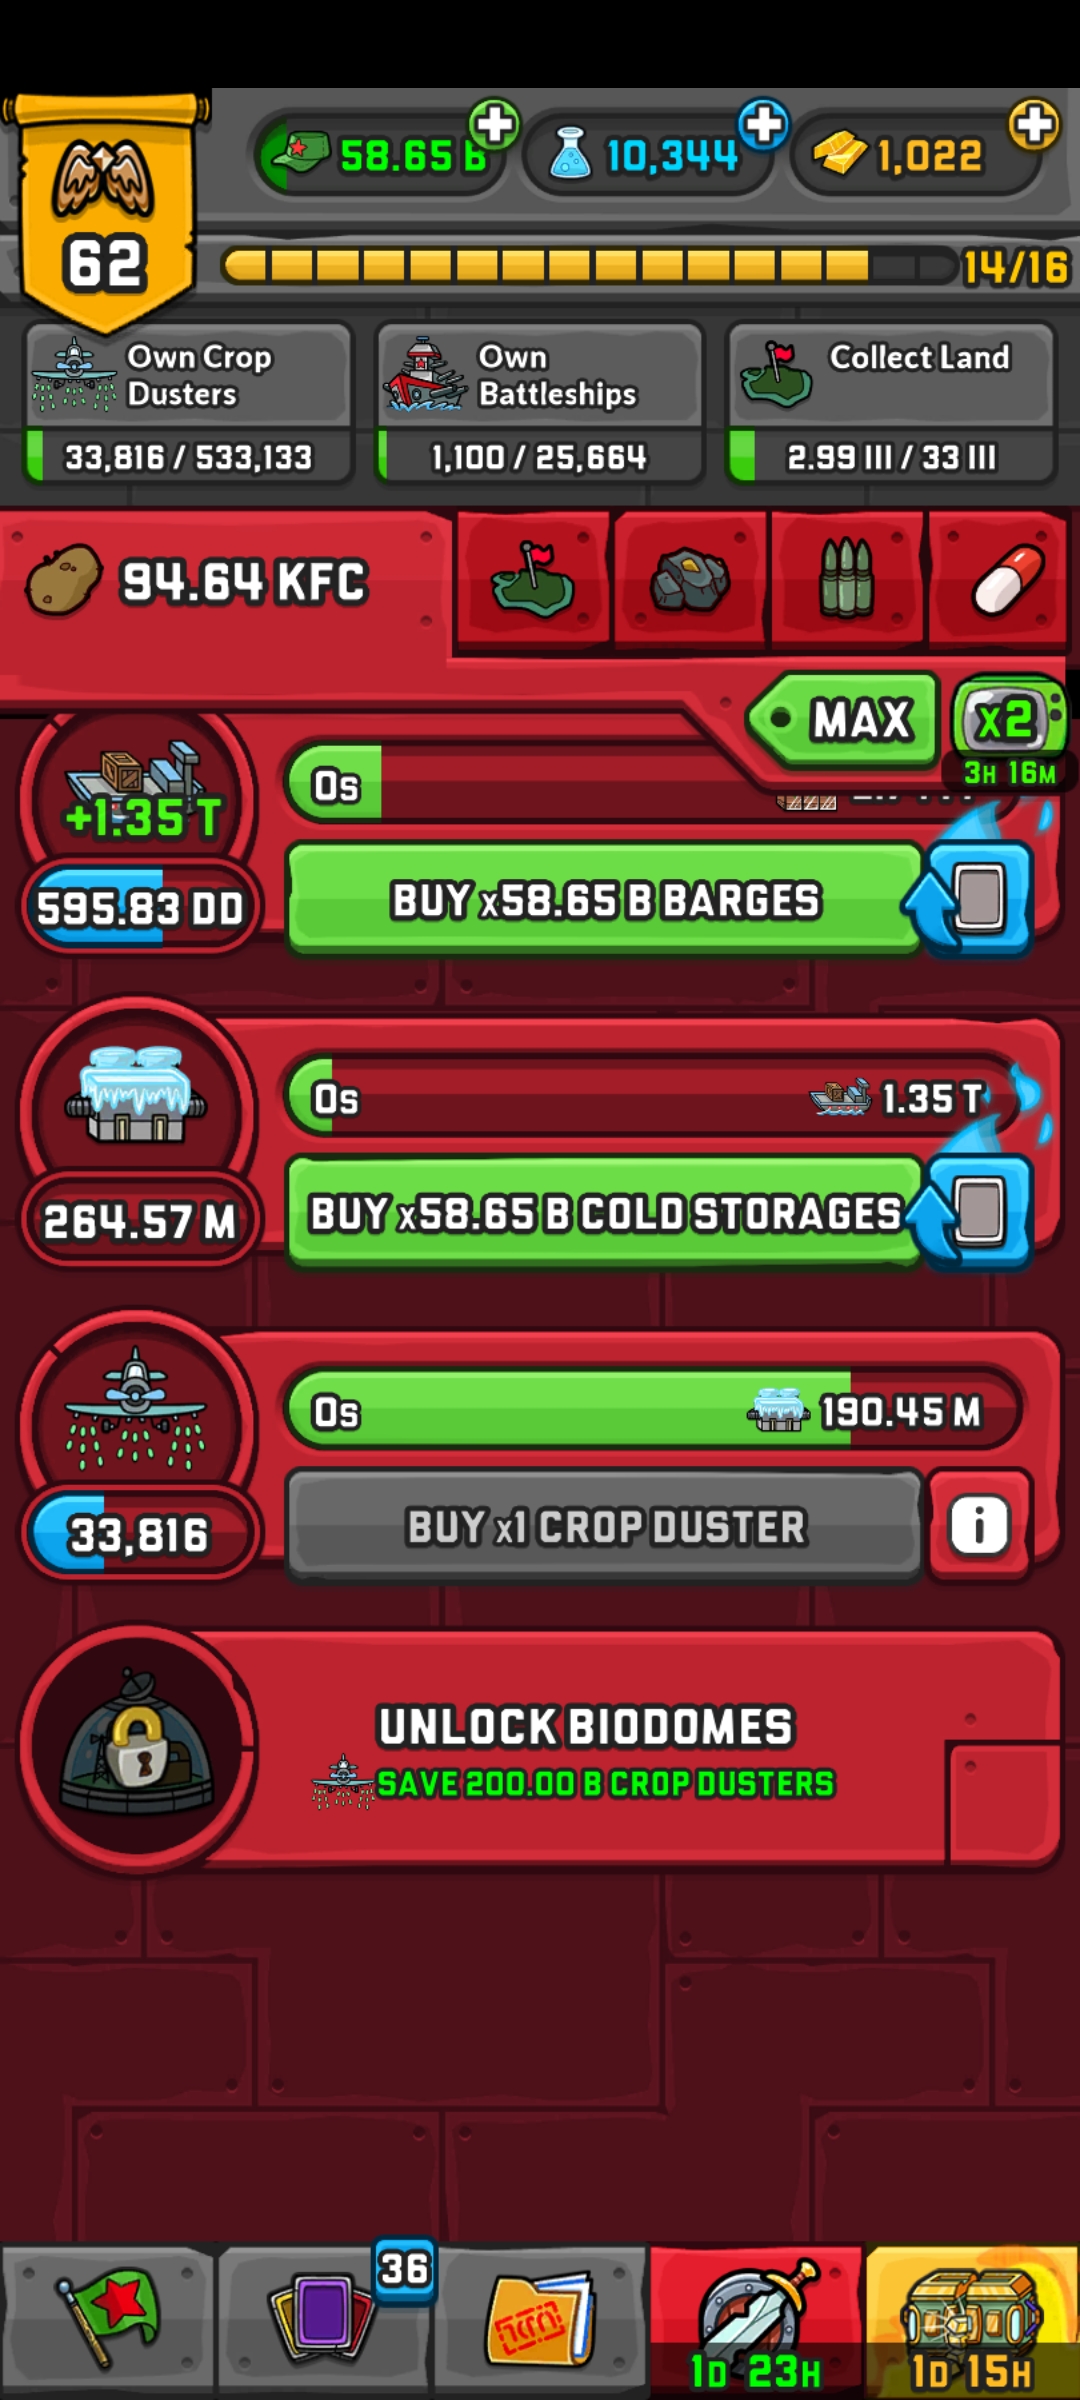 58.65 B
10,344
1,022
62
14/16
Own Crop
Dusters
33,816 / 533,133
Own
Battleships
1,100 / 25,664
Collect Land
2.99 III / 33 III
94.64 KFC
MAX
x2
3H 16M
0s
+1.35 T
595.83 DD
BUY x58.65 B BARGES
0s
1.35 T
264.57 M
BUY x58.65 B COLD STORAGES
0s
190.45 M
33,816
BUY x1 CROP DUSTER
i
UNLOCK BIODOMES
SAVE 200.00 B CROP DUSTERS
36
1D 23H
1D 15H